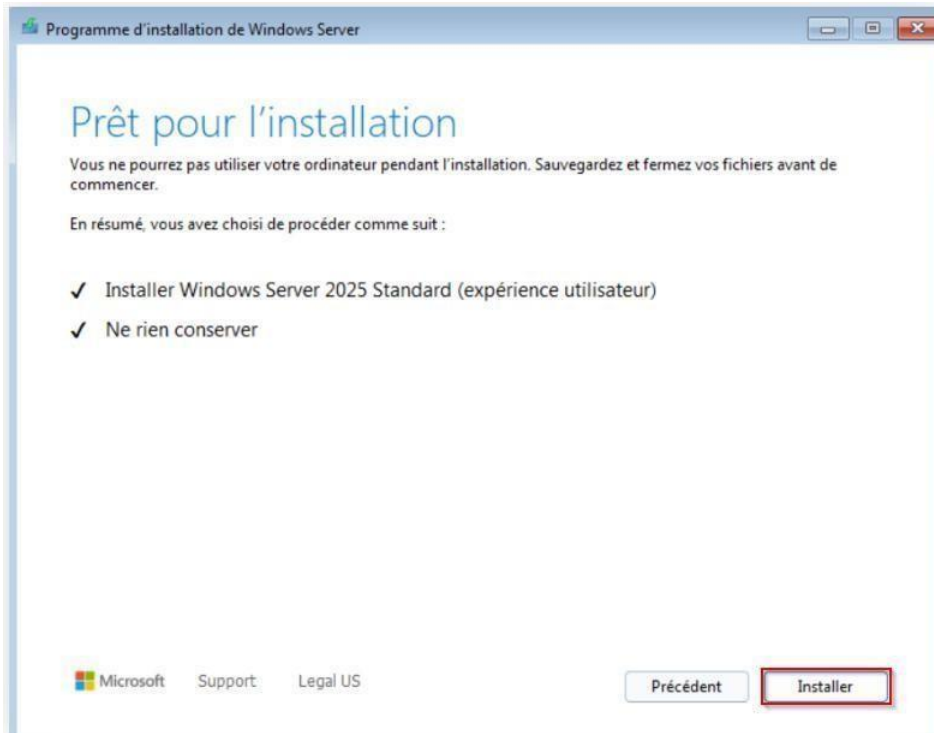 Programme d'installation de Windows Server
Prêt pour l'installation
Vous ne pourrez pas utiliser votre ordinateur pendant l'installation. Sauvegardez et fermez vos fichiers avant de
commencer.
En résumé, vous avez choisi de procéder comme suit :
✓ Installer Windows Server 2025 Standard (expérience utilisateur)
✓ Ne rien conserver
Microsoft Support Legal US
Précédent Installer